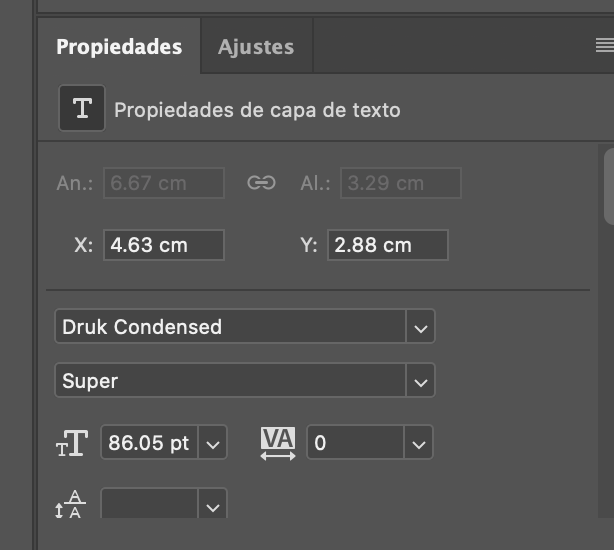 Propiedades Ajustes
T Propiedades de capa de texto
An.: 6.67 cm Al.: 3.29 cm
X: 4.63 cm Y: 2.88 cm
Druk Condensed
Super
TT 86.05 pt VA 0
A
A